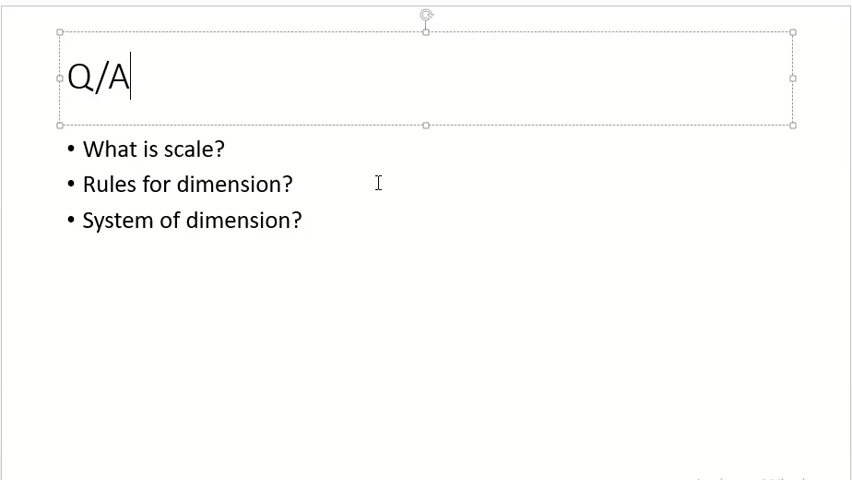 Q/A
• What is scale?
• Rules for dimension?
• System of dimension?